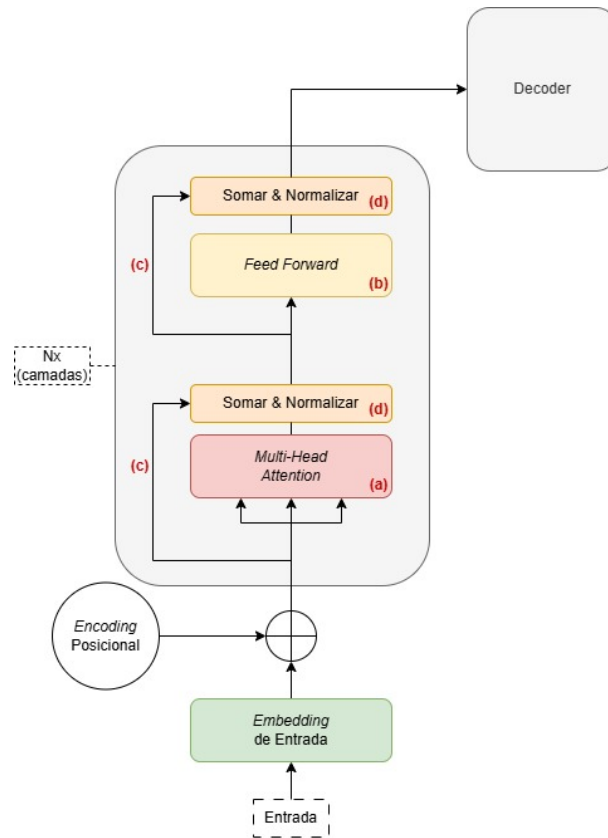 Decoder
Somar & Normalizar
(d)
(c)
Feed Forward
(b)
Nx
(camadas)
Somar & Normalizar
(d)
(c)
Multi-Head
Attention
(a)
Encoding
Posicional
Embedding
de Entrada
Entrada